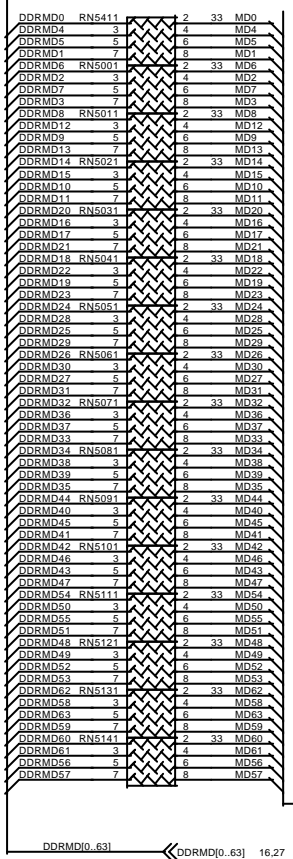 DDRMD0 RN5411 2 33 MD0
DDRMD4 3 4 MD4
DDRMD5 5 6 MD5
DDRMD1 7 8 MD1
DDRMD6 RN5001 2 33 MD6
DDRMD2 3 4 MD2
DDRMD7 5 6 MD7
DDRMD3 7 8 MD3
DDRMD8 RN5011 2 33 MD8
DDRMD12 3 4 MD12
DDRMD9 5 6 MD9
DDRMD13 7 8 MD13
DDRMD14 RN5021 2 33 MD14
DDRMD15 3 4 MD15
DDRMD10 5 6 MD10
DDRMD11 7 8 MD11
DDRMD20 RN5031 2 33 MD20
DDRMD16 3 4 MD16
DDRMD17 5 6 MD17
DDRMD21 7 8 MD21
DDRMD18 RN5041 2 33 MD18
DDRMD22 3 4 MD22
DDRMD19 5 6 MD19
DDRMD23 7 8 MD23
DDRMD24 RN5051 2 33 MD24
DDRMD28 3 4 MD28
DDRMD25 5 6 MD25
DDRMD29 7 8 MD29
DDRMD26 RN5061 2 33 MD26
DDRMD30 3 4 MD30
DDRMD27 5 6 MD27
DDRMD31 7 8 MD31
DDRMD32 RN5071 2 33 MD32
DDRMD36 3 4 MD36
DDRMD37 5 6 MD37
DDRMD33 7 8 MD33
DDRMD34 RN5081 2 33 MD34
DDRMD38 3 4 MD38
DDRMD39 5 6 MD39
DDRMD35 7 8 MD35
DDRMD44 RN5091 2 33 MD44
DDRMD40 3 4 MD40
DDRMD45 5 6 MD45
DDRMD41 7 8 MD41
DDRMD42 RN5101 2 33 MD42
DDRMD46 3 4 MD46
DDRMD43 5 6 MD43
DDRMD47 7 8 MD47
DDRMD54 RN5111 2 33 MD54
DDRMD50 3 4 MD50
DDRMD55 5 6 MD55
DDRMD51 7 8 MD51
DDRMD48 RN5121 2 33 MD48
DDRMD49 3 4 MD49
DDRMD52 5 6 MD52
DDRMD53 7 8 MD53
DDRMD62 RN5131 2 33 MD62
DDRMD58 3 4 MD58
DDRMD63 5 6 MD63
DDRMD59 7 8 MD59
DDRMD60 RN5141 2 33 MD60
DDRMD61 3 4 MD61
DDRMD56 5 6 MD56
DDRMD57 7 8 MD57
DDRMD[0..63] DDRMD[0..63] 16,27